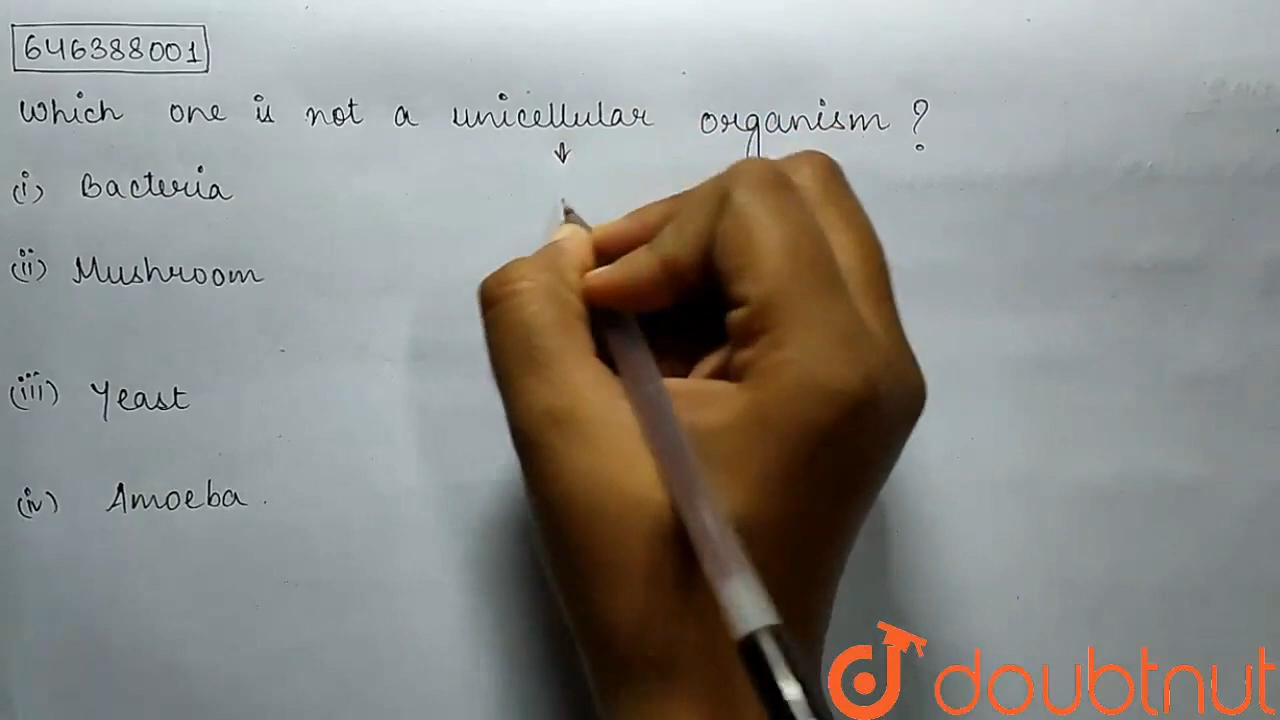 646388001
Which one is not a unicellular organism ?
(i) Bacteria
(ii) Mushroom
(iii) Yeast
(iv) Amoeba .
doubtnut